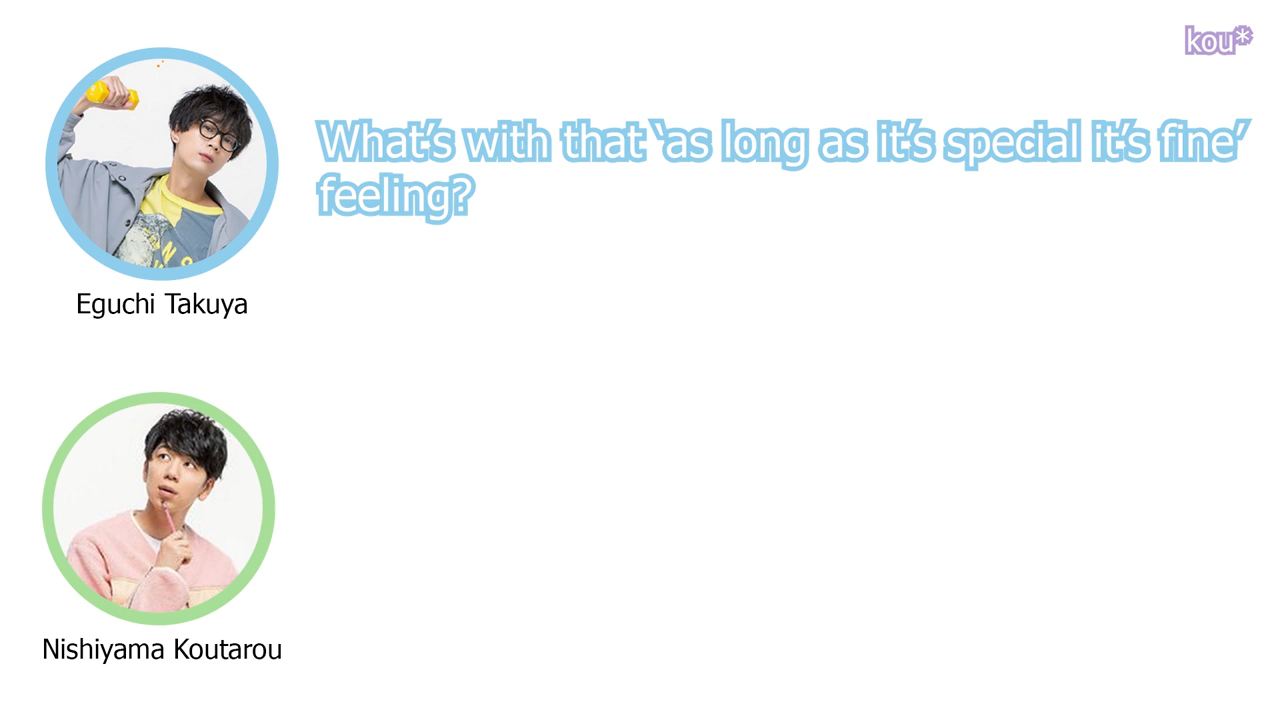 kou*
What's with that 'as long as it's special it's fine'
feeling?
Eguchi Takuya
Nishiyama Koutarou